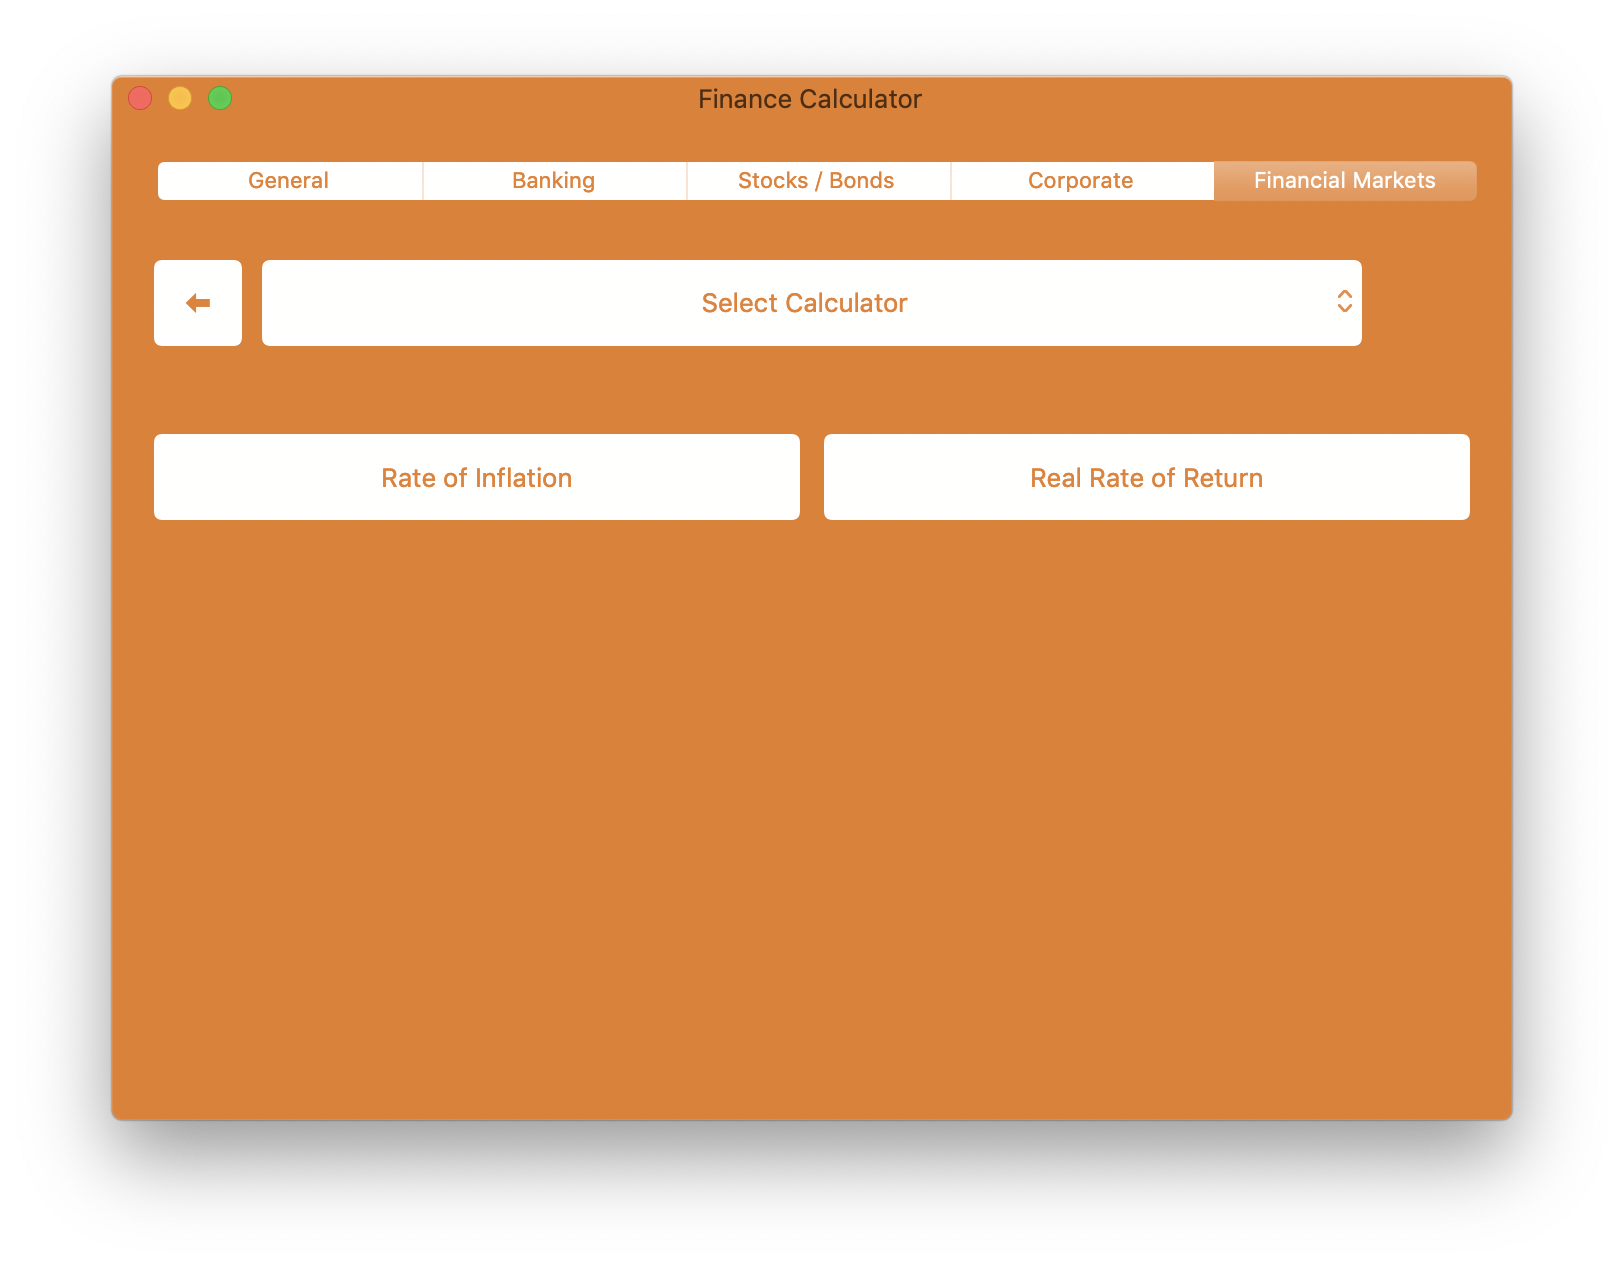 Finance Calculator
General
Banking
Stocks / Bonds
Corporate
Financial Markets
Select Calculator
Rate of Inflation
Real Rate of Return